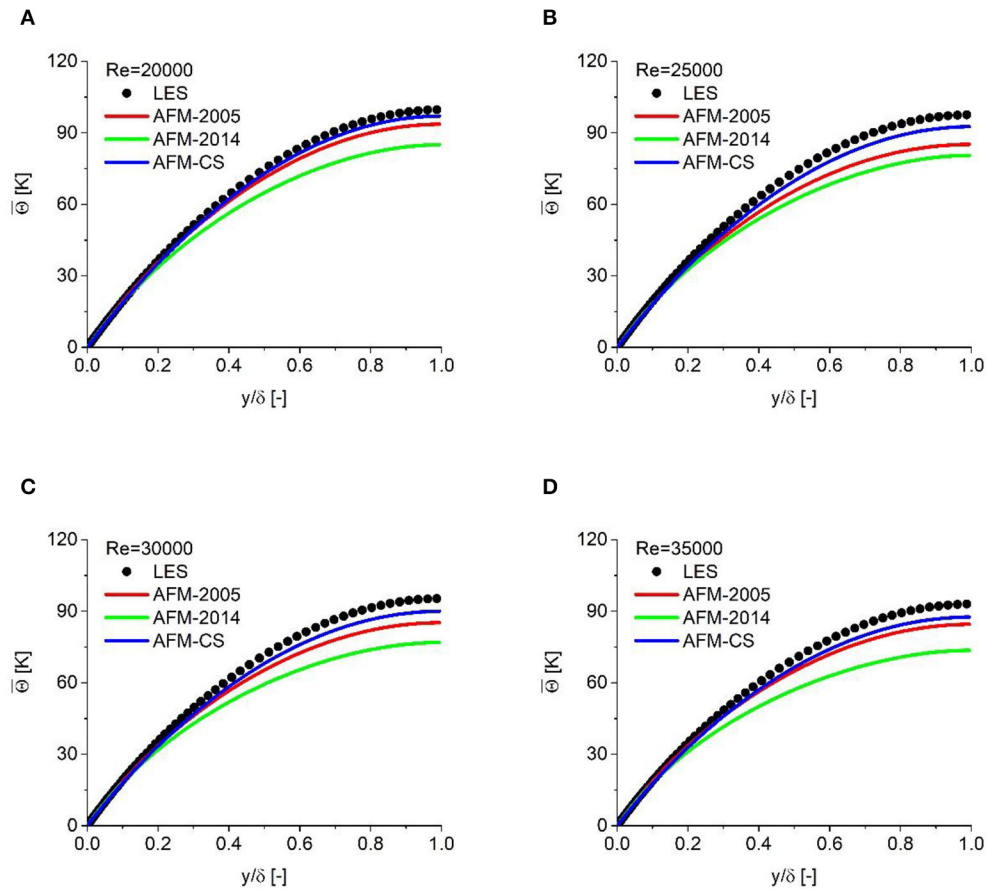 A
Re=20000
LES
AFM-2005
AFM-2014
AFM-CS
120
90
60
30
0
0.0 0.2 0.4 0.6 0.8 1.0
Θ̅ [K]
y/δ [-]
B
Re=25000
LES
AFM-2005
AFM-2014
AFM-CS
120
90
60
30
0
0.0 0.2 0.4 0.6 0.8 1.0
Θ̅ [K]
y/δ [-]
C
Re=30000
LES
AFM-2005
AFM-2014
AFM-CS
120
90
60
30
0
0.0 0.2 0.4 0.6 0.8 1.0
Θ̅ [K]
y/δ [-]
D
Re=35000
LES
AFM-2005
AFM-2014
AFM-CS
120
90
60
30
0
0.0 0.2 0.4 0.6 0.8 1.0
Θ̅ [K]
y/δ [-]